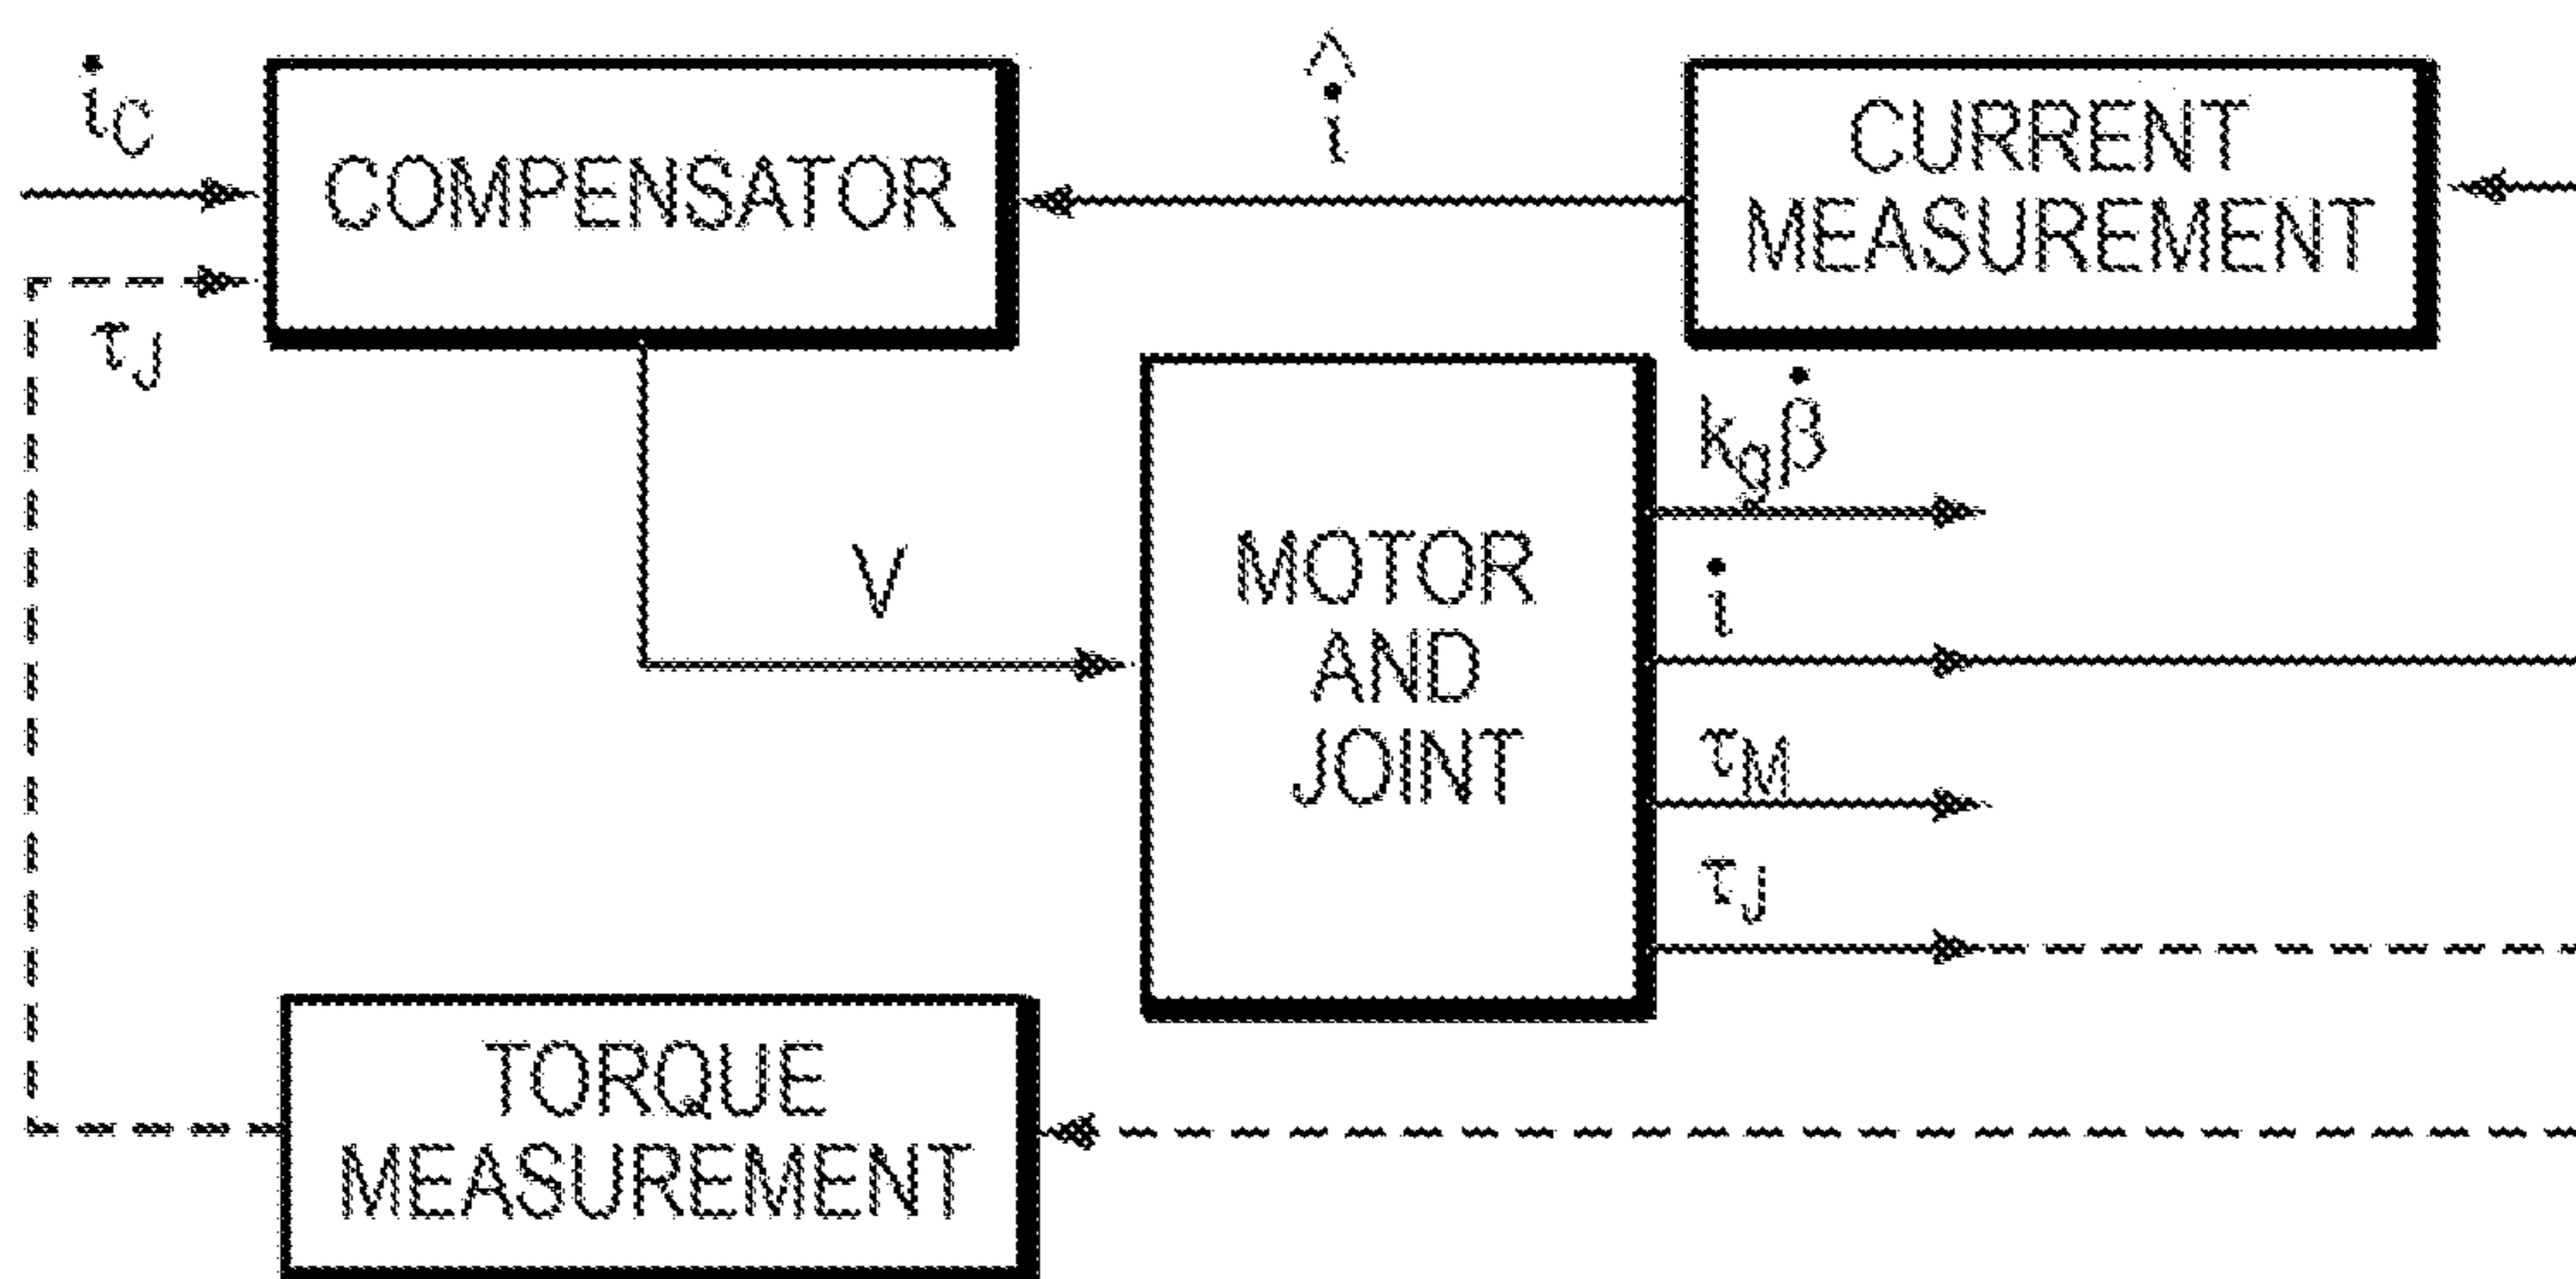 i_C
COMPENSATOR
î
CURRENT
MEASUREMENT
τ_J
k_gβ̇
V
MOTOR
AND
JOINT
i
τ_M
τ_J
TORQUE
MEASUREMENT